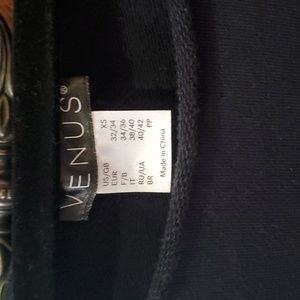 VENUS®
US/GB XS
EUR 32/34
F/B 34/36
IT 38/40
RU/UA 40/42
BR PP
Made in China